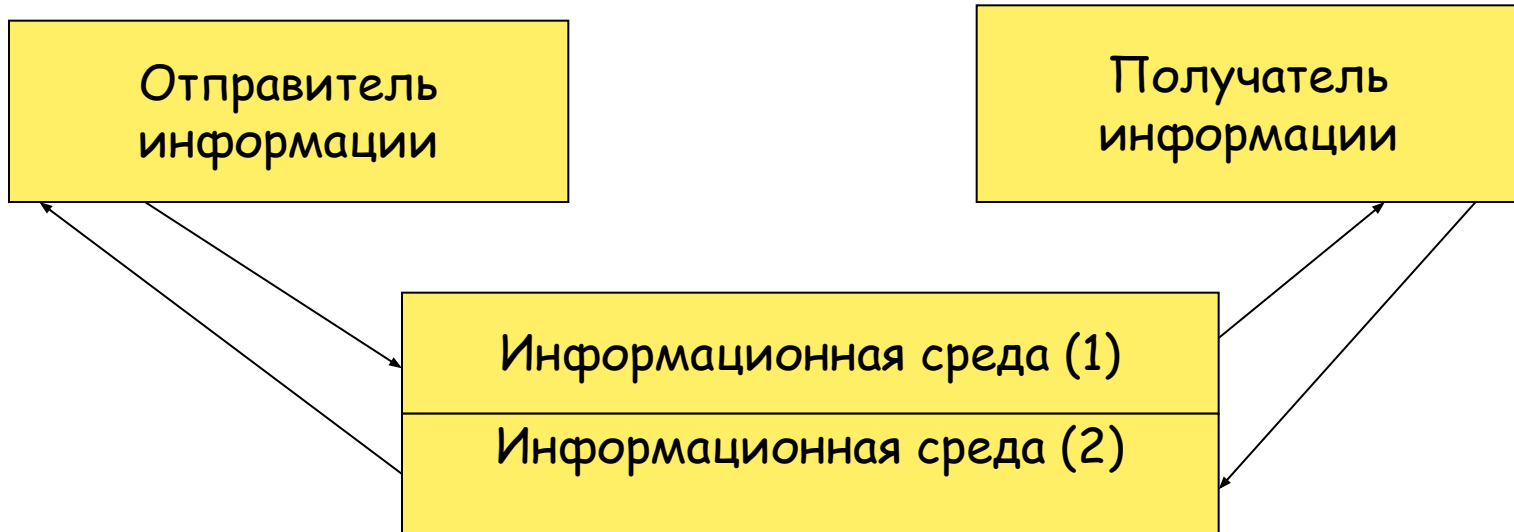 Отправитель
информации
Получатель
информации
Информационная среда (1)
Информационная среда (2)